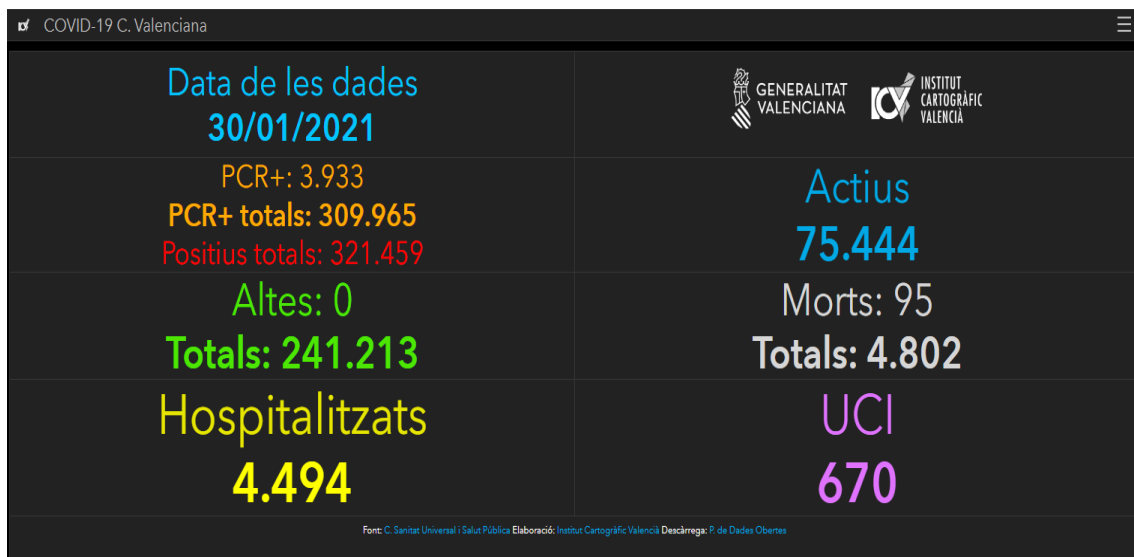 COVID-19 C. Valenciana
Data de les dades
30/01/2021
GENERALITAT
VALENCIANA
INSTITUT
CARTOGRÀFIC
VALENCIÀ
PCR+: 3.933
PCR+ totals: 309.965
Positius totals: 321.459
Actius
75.444
Altes: 0
Totals: 241.213
Morts: 95
Totals: 4.802
Hospitalitzats
4.494
UCI
670
Font: C. Sanitat Universal i Salut Pública Elaboració: Institut Cartogràfic Valencià Descàrrega: P. de Dades Obertes